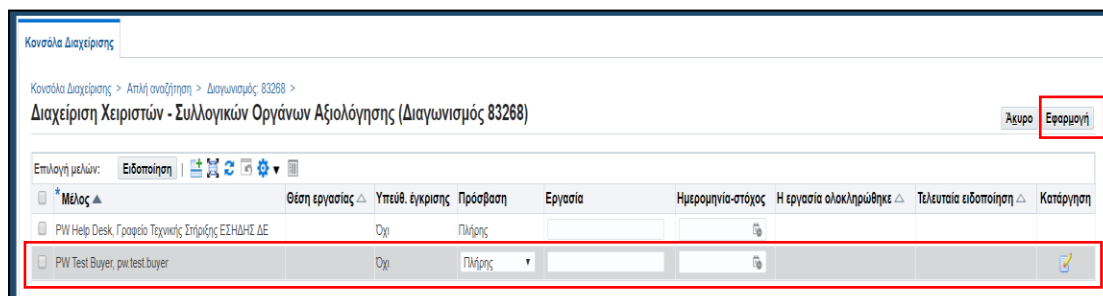 Κονσόλα Διαχείρισης
Κονσόλα Διαχείρισης > Απλή αναζήτηση > Διαγωνισμός: 83268 >
Διαχείριση Χειριστών - Συλλογικών Οργάνων Αξιολόγησης (Διαγωνισμός 83268)
Άκυρο Εφαρμογή
Επιλογή μελών: Ειδοποίηση
*Μέλος Θέση εργασίας Υπεύθ. έγκρισης Πρόσβαση Εργασία Ημερομηνία-στόχος Η εργασία ολοκληρώθηκε Τελευταία ειδοποίηση Κατάργηση
PW Help Desk, Γραφείο Τεχνικής Στήριξης ΕΣΗΔΗΣ ΔΕ Όχι Πλήρης
PW Test Buyer, pw.test.buyer Όχι Πλήρης